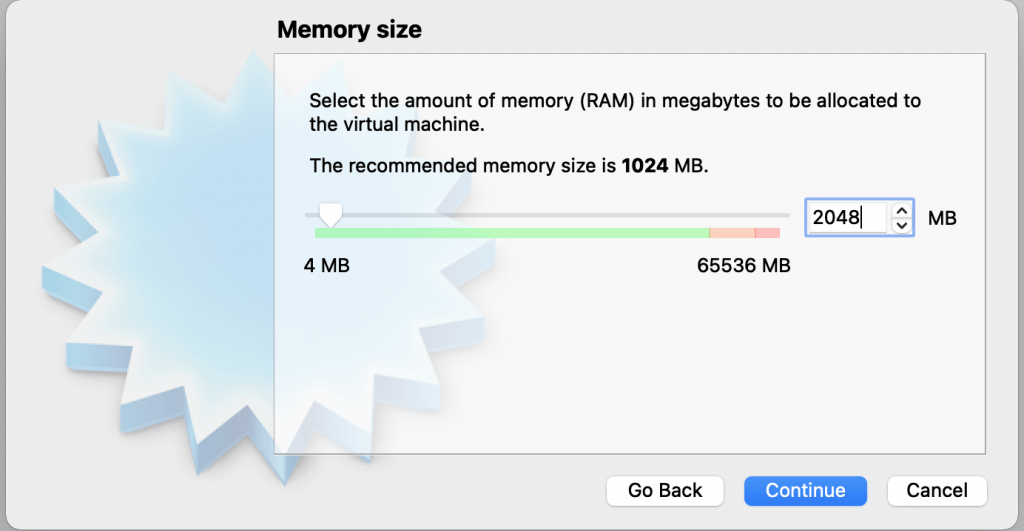 Memory size
Select the amount of memory (RAM) in megabytes to be allocated to
the virtual machine.
The recommended memory size is 1024 MB.
2048 MB
4 MB 65536 MB
Go Back Continue Cancel